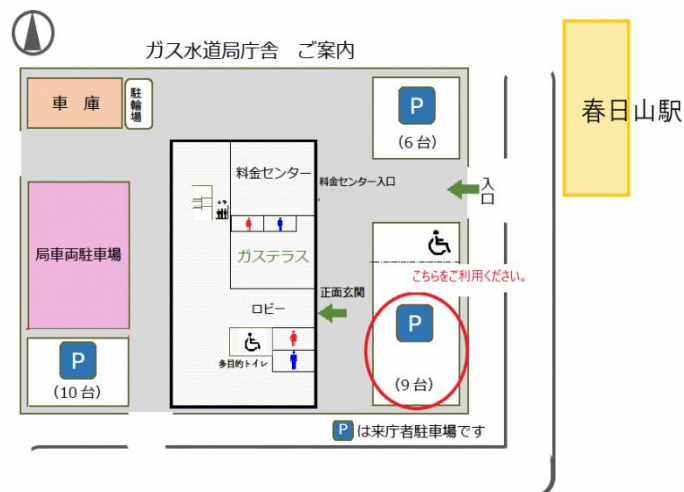 ガス水道局庁舎　ご案内
車 庫
駐輪場
P
(6 台)
春日山駅
料金センター
料金センター入口
入口
局車両駐車場
ガステラス
こちらをご利用ください。
正面玄関
ロビー
P
P
多目的トイレ
(10 台)
(9 台)
P は来庁者駐車場です